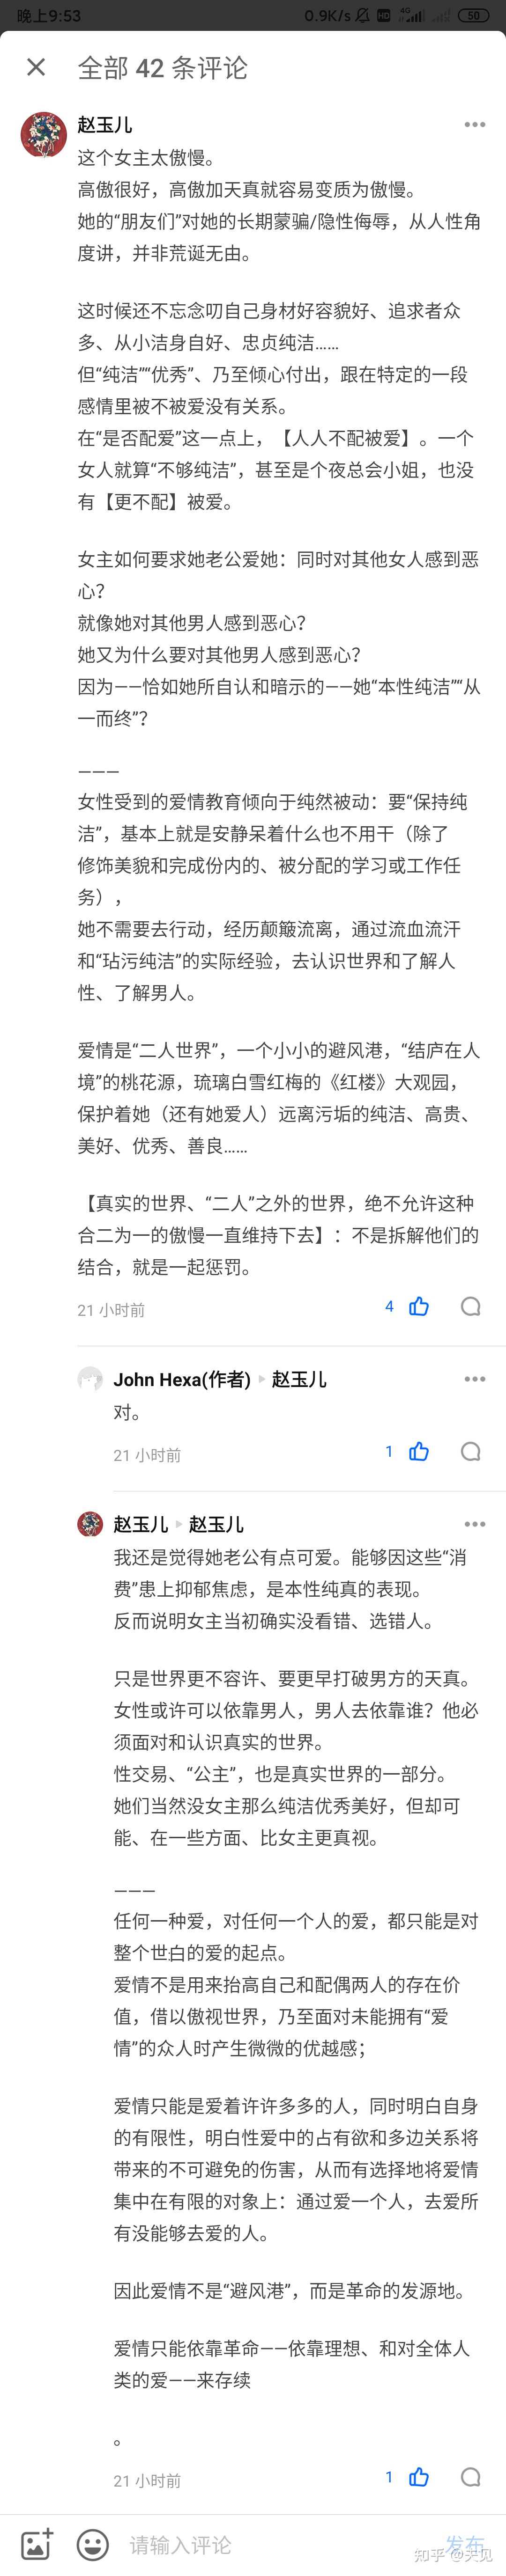 晚上9:53
0.9K/s
HD
4G
50
全部 42 条评论
赵玉儿
这个女主太傲慢。
高傲很好，高傲加天真就容易变质为傲慢。
她的“朋友们”对她的长期蒙骗/隐性侮辱，从人性角
度讲，并非荒诞无由。
这时候还不忘念叨自己身材好容貌好、追求者众
多、从小洁身自好、忠贞纯洁……
但“纯洁”“优秀”、乃至倾心付出，跟在特定的一段
感情里被不被爱没有关系。
在“是否配爱”这一点上，【人人不配被爱】。一个
女人就算“不够纯洁”，甚至是个夜总会小姐，也没
有【更不配】被爱。
女主如何要求她老公爱她：同时对其他女人感到恶
心？
就像她对其他男人感到恶心？
她又为什么要对其他男人感到恶心？
因为——恰如她所自认和暗示的——她“本性纯洁”“从
一而终”？
———
女性受到的爱情教育倾向于纯然被动：要“保持纯
洁”，基本上就是安静呆着什么也不用干（除了
修饰美貌和完成份内的、被分配的学习或工作任
务），
她不需要去行动，经历颠簸流离，通过流血流汗
和“玷污纯洁”的实际经验，去认识世界和了解人
性、了解男人。
爱情是“二人世界”，一个小小的避风港，“结庐在人
境”的桃花源，琉璃白雪红梅的《红楼》大观园，
保护着她（还有她爱人）远离污垢的纯洁、高贵、
美好、优秀、善良……
【真实的世界、“二人”之外的世界，绝不允许这种
合二为一的傲慢一直维持下去】：不是拆解他们的
结合，就是一起惩罚。
21 小时前
4
John Hexa(作者) 赵玉儿
对。
21 小时前
1
赵玉儿 赵玉儿
我还是觉得她老公有点可爱。能够因这些“消
费”患上抑郁焦虑，是本性纯真的表现。
反而说明女主当初确实没看错、选错人。
只是世界更不容许、要更早打破男方的天真。
女性或许可以依靠男人，男人去依靠谁？他必
须面对和认识真实的世界。
性交易、“公主”，也是真实世界的一部分。
她们当然没女主那么纯洁优秀美好，但却可
能、在一些方面、比女主更真视。
———
任何一种爱，对任何一个人的爱，都只能是对
整个世白的爱的起点。
爱情不是用来抬高自己和配偶两人的存在价
值，借以傲视世界，乃至面对未能拥有“爱
情”的众人时产生微微的优越感；
爱情只能是爱着许许多多的人，同时明白自身
的有限性，明白性爱中的占有欲和多边关系将
带来的不可避免的伤害，从而有选择地将爱情
集中在有限的对象上：通过爱一个人，去爱所
有没能够去爱的人。
因此爱情不是“避风港”，而是革命的发源地。
爱情只能依靠革命——依靠理想、和对全体人
类的爱——来存续
。
21 小时前
1
请输入评论
发布
知乎 @天见